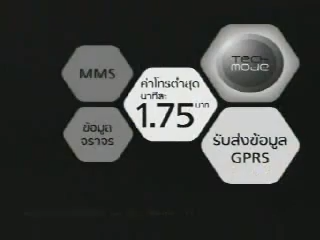 MMS
ข้อมูล
จราจร
ค่าโทรต่ำสุด
นาทีละ
1.75 บาท
TECH
MODE
รับส่งข้อมูล
GPRS